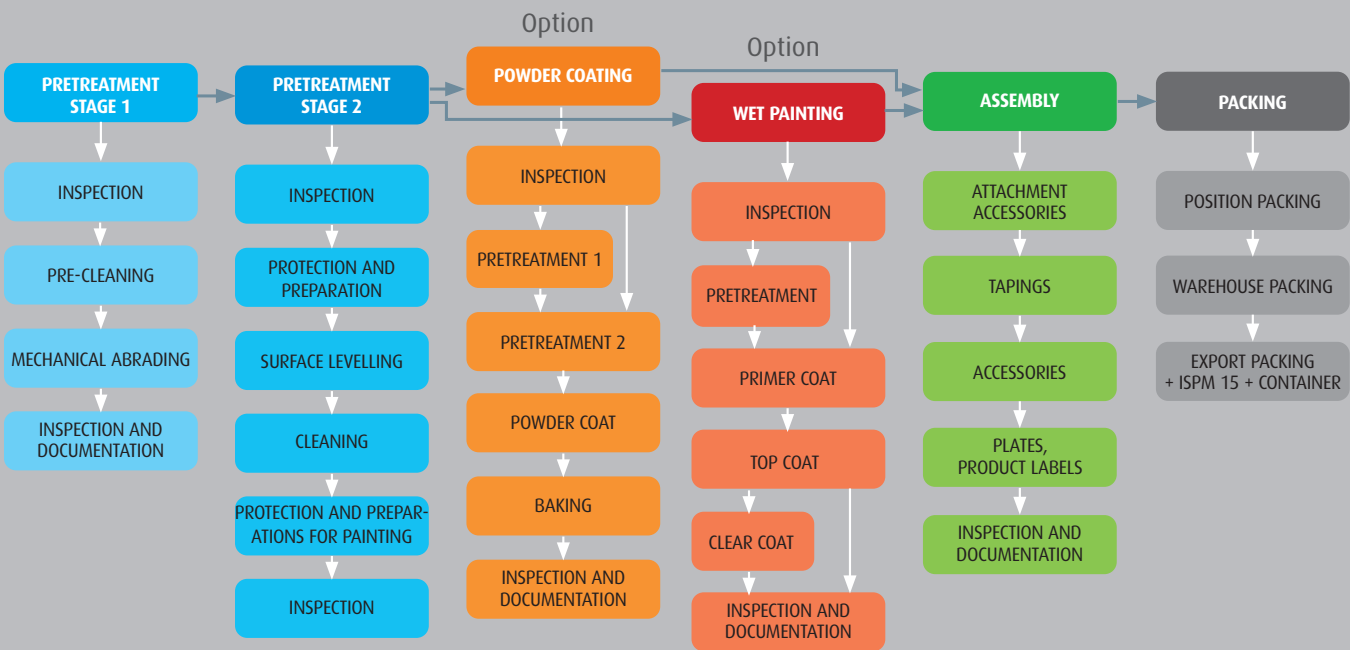 Option
Option
PRETREATMENT
STAGE 1
PRETREATMENT
STAGE 2
POWDER COATING
WET PAINTING
ASSEMBLY
PACKING
INSPECTION
PRE-CLEANING
MECHANICAL ABRADING
INSPECTION AND
DOCUMENTATION
INSPECTION
PROTECTION AND
PREPARATION
SURFACE LEVELLING
CLEANING
PROTECTION AND PREPAR-
ATIONS FOR PAINTING
INSPECTION
INSPECTION
PRETREATMENT 1
PRETREATMENT 2
POWDER COAT
BAKING
INSPECTION AND
DOCUMENTATION
INSPECTION
PRETREATMENT
PRIMER COAT
TOP COAT
CLEAR COAT
INSPECTION AND
DOCUMENTATION
ATTACHMENT
ACCESSORIES
TAPINGS
ACCESSORIES
PLATES,
PRODUCT LABELS
INSPECTION AND
DOCUMENTATION
POSITION PACKING
WAREHOUSE PACKING
EXPORT PACKING
+ ISPM 15 + CONTAINER